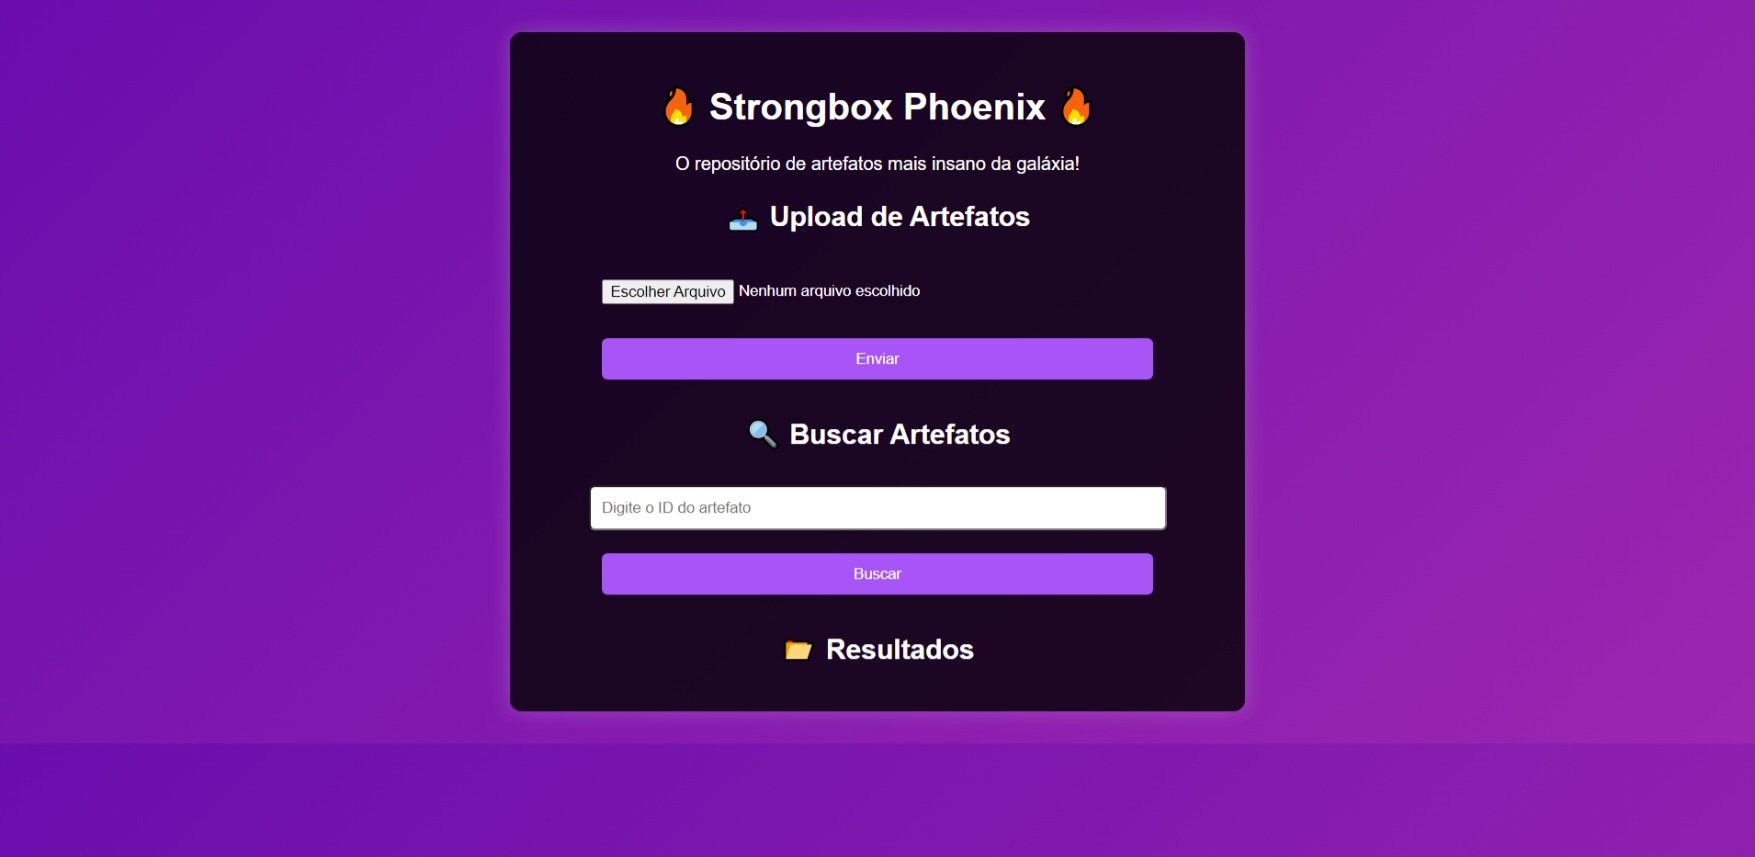 🔥 Strongbox Phoenix 🔥
O repositório de artefatos mais insano da galáxia!
📤 Upload de Artefatos
Escolher Arquivo Nenhum arquivo escolhido
Enviar
🔍 Buscar Artefatos
Digite o ID do artefato
Buscar
📂 Resultados